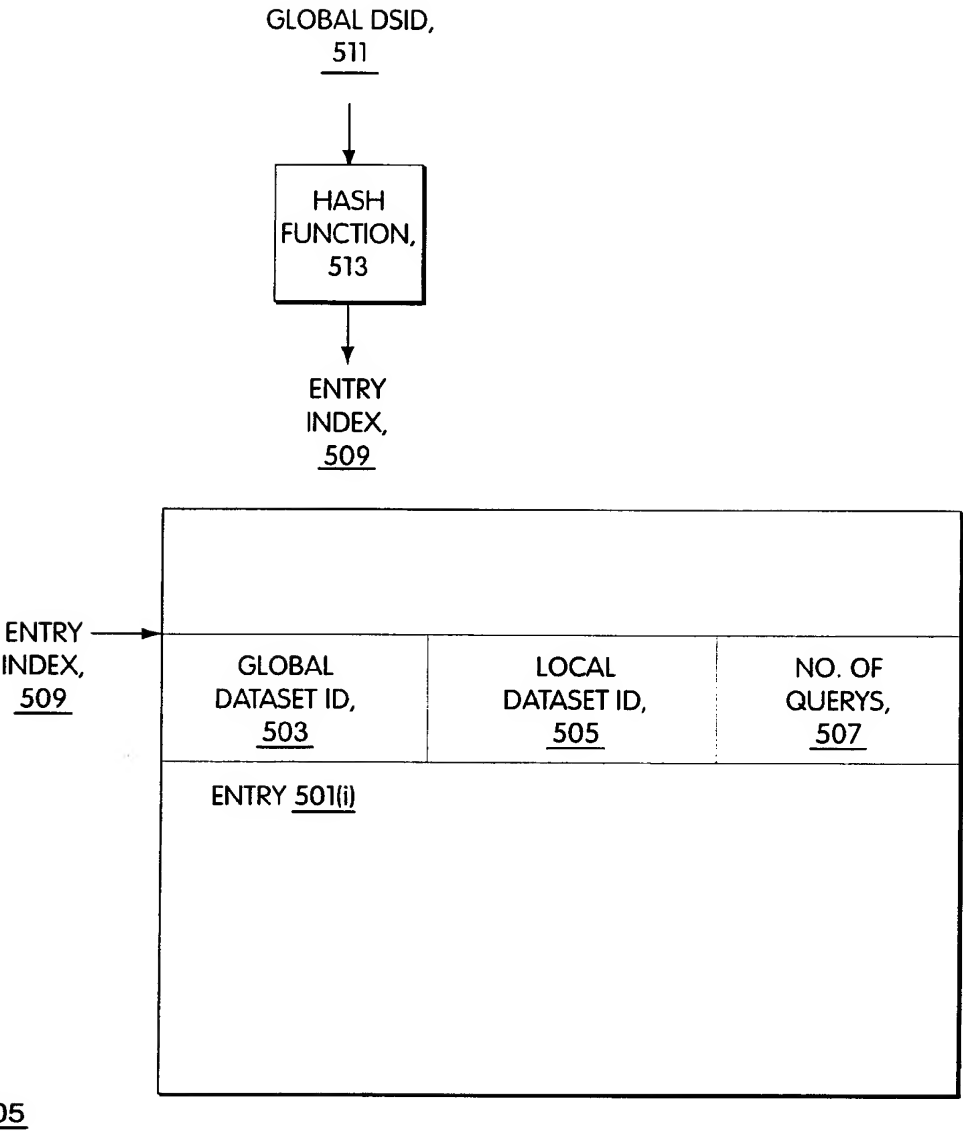 GLOBAL DSID,
511
HASH
FUNCTION,
513
ENTRY
INDEX,
509
ENTRY
INDEX,
509
GLOBAL
DATASET ID,
503
LOCAL
DATASET ID,
505
NO. OF
QUERYS,
507
ENTRY 501(i)
05